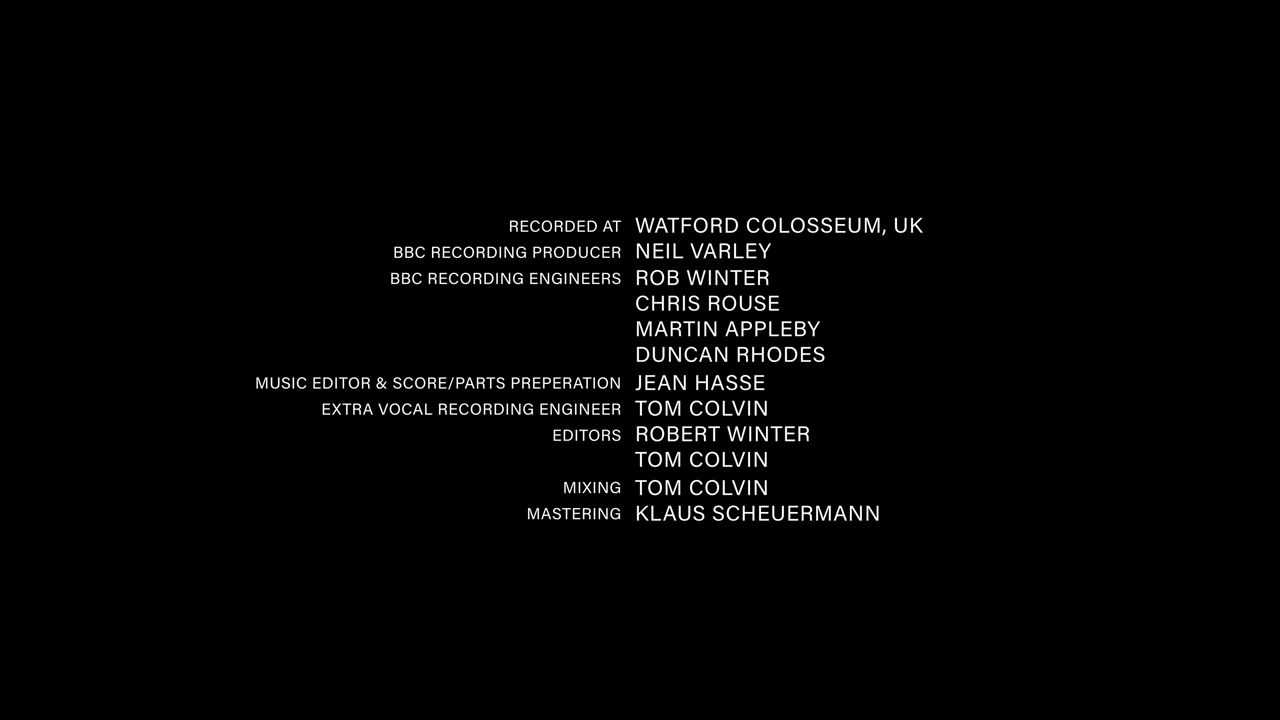 RECORDED AT WATFORD COLOSSEUM, UK
BBC RECORDING PRODUCER NEIL VARLEY
BBC RECORDING ENGINEERS ROB WINTER
CHRIS ROUSE
MARTIN APPLEBY
DUNCAN RHODES
MUSIC EDITOR & SCORE/PARTS PREPERATION JEAN HASSE
EXTRA VOCAL RECORDING ENGINEER TOM COLVIN
EDITORS ROBERT WINTER
TOM COLVIN
MIXING TOM COLVIN
MASTERING KLAUS SCHEUERMANN